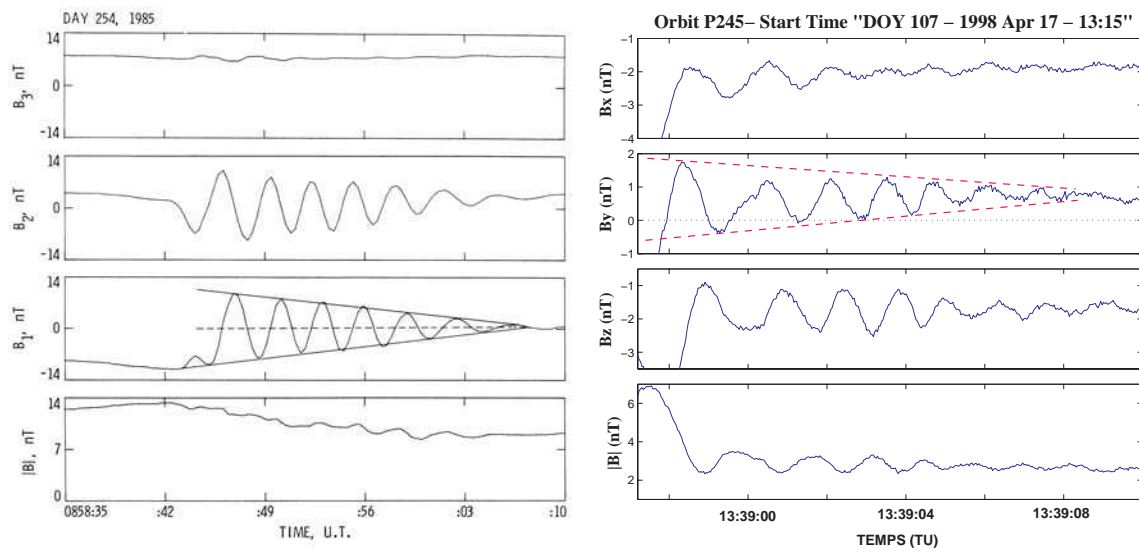 DAY 254, 1985
14
B3, nT
0
-14
14
B2, nT
0
-14
14
B1, nT
0
-14
14
|B|, nT
7
0
0858:35 :42 :49 :56 :03 :10
TIME, U.T.
Orbit P245– Start Time "DOY 107 – 1998 Apr 17 – 13:15"
−1
Bx (nT)
−2
−3
−4
2
By (nT)
1
0
−1
−1
Bz (nT)
−2
−3
6
|B| (nT)
4
2
13:39:00 13:39:04 13:39:08
TEMPS (TU)